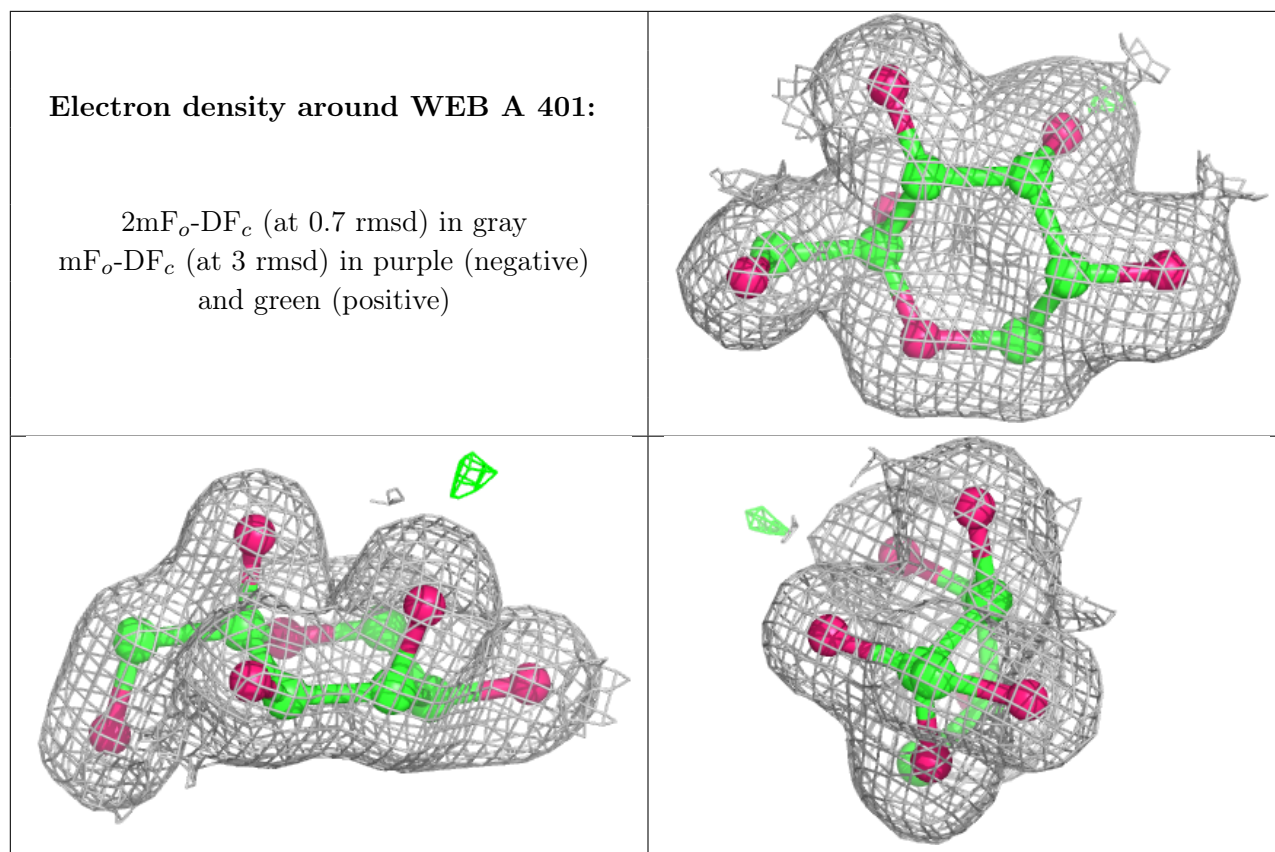 Electron density around WEB A 401:
2mFo-DFc (at 0.7 rmsd) in gray
mFo-DFc (at 3 rmsd) in purple (negative)
and green (positive)